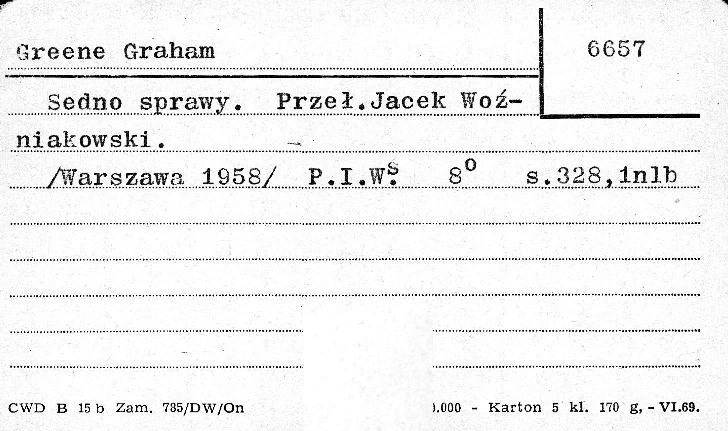 Greene Graham
6657
Sedno sprawy. Przeł.Jacek Woź-
niakowski.
/Warszawa 1958/ P.I.W. 8o s.328,1nlb
CWD B 15 b Zam. 785/DW/On .000 - Karton 5 kl. 170 g, - VI.69.